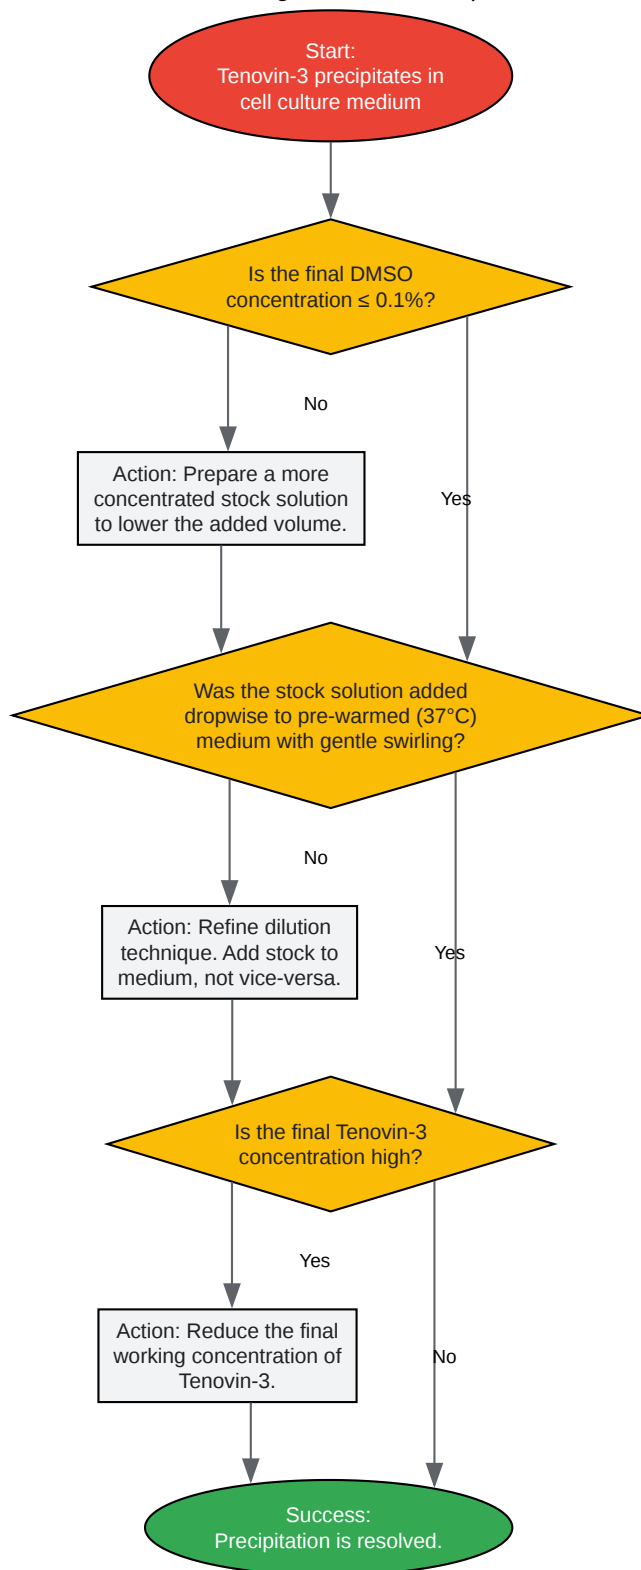 Start:
Tenovin-3 precipitates in
cell culture medium
Is the final DMSO
concentration ≤ 0.1%?
No
Action: Prepare a more
concentrated stock solution
to lower the added volume.
Yes
Was the stock solution added
dropwise to pre-warmed (37°C)
medium with gentle swirling?
No
Action: Refine dilution
technique. Add stock to
medium, not vice-versa.
Yes
Is the final Tenovin-3
concentration high?
Yes
Action: Reduce the final
working concentration of
Tenovin-3.
No
Success:
Precipitation is resolved.